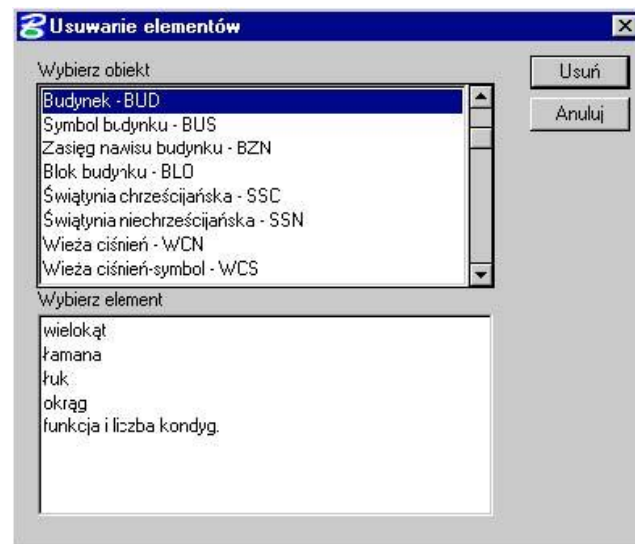 Usuwanie elementów
Wybierz obiekt
Usuń
Budynek - BUD
Anuluj
Symbol budynku - BUS
Zasięg nawisu budynku - BZN
Blok budynku - BLO
Świątynia chrześcijańska - SSC
Świątynia niechrześcijańska - SSN
Wieża ciśnień - WCN
Wieża ciśnień-symbol - WCS
Wybierz element
wielokąt
łamana
łuk
okrąg
funkcja i liczba kondyg.